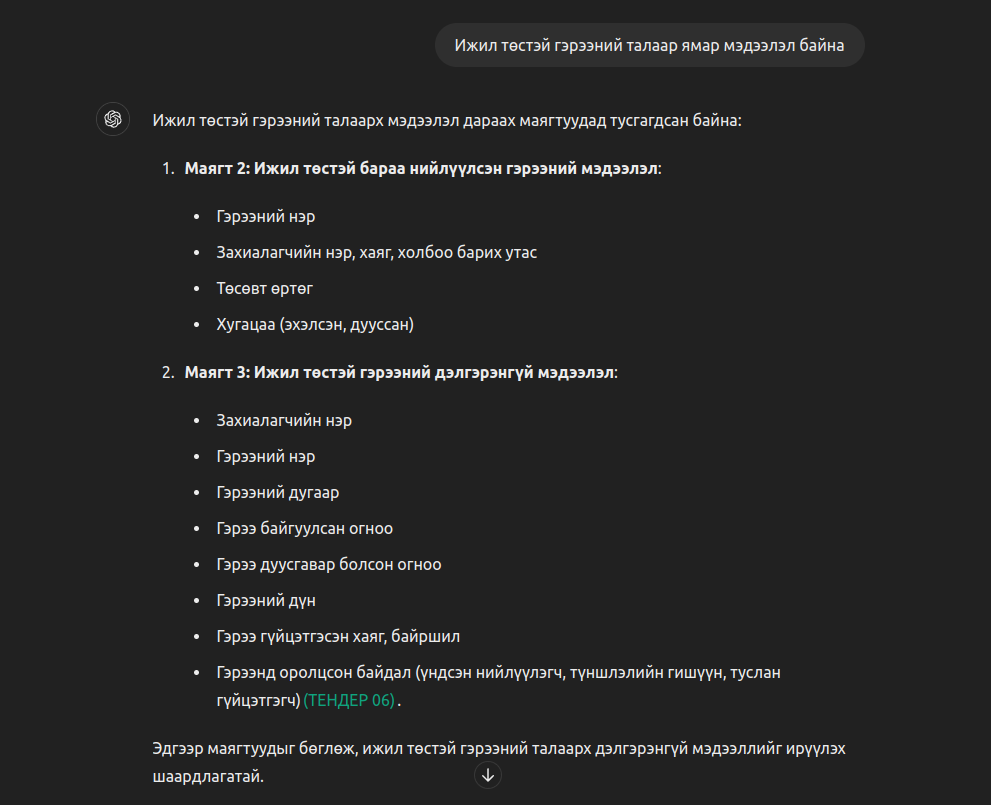 Ижил төстэй гэрээний талаар ямар мэдээлэл байна
Ижил төстэй гэрээний талаарх мэдээлэл дараах маягтуудад тусгагдсан байна:
1. Маягт 2: Ижил төстэй бараа нийлүүлсэн гэрээний мэдээлэл:
• Гэрээний нэр
• Захиалагчийн нэр, хаяг, холбоо барих утас
• Төсөвт өртөг
• Хугацаа (эхэлсэн, дууссан)
2. Маягт 3: Ижил төстэй гэрээний дэлгэрэнгүй мэдээлэл:
• Захиалагчийн нэр
• Гэрээний нэр
• Гэрээний дугаар
• Гэрээ байгуулсан огноо
• Гэрээ дуусгавар болсон огноо
• Гэрээний дүн
• Гэрээ гүйцэтгэсэн хаяг, байршил
• Гэрээнд оролцсон байдал (үндсэн нийлүүлэгч, түншлэлийн гишүүн, туслан
гүйцэтгэгч) (ТЕНДЕР 06).
Эдгээр маягтуудыг бөглөж, ижил төстэй гэрээний талаарх дэлгэрэнгүй мэдээллийг ирүүлэх
шаардлагатай.